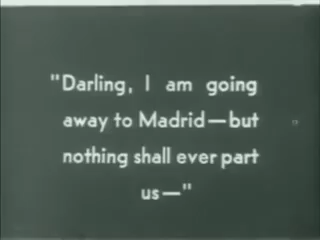 "Darling, I am going
away to Madrid—but
nothing shall ever part
us—"